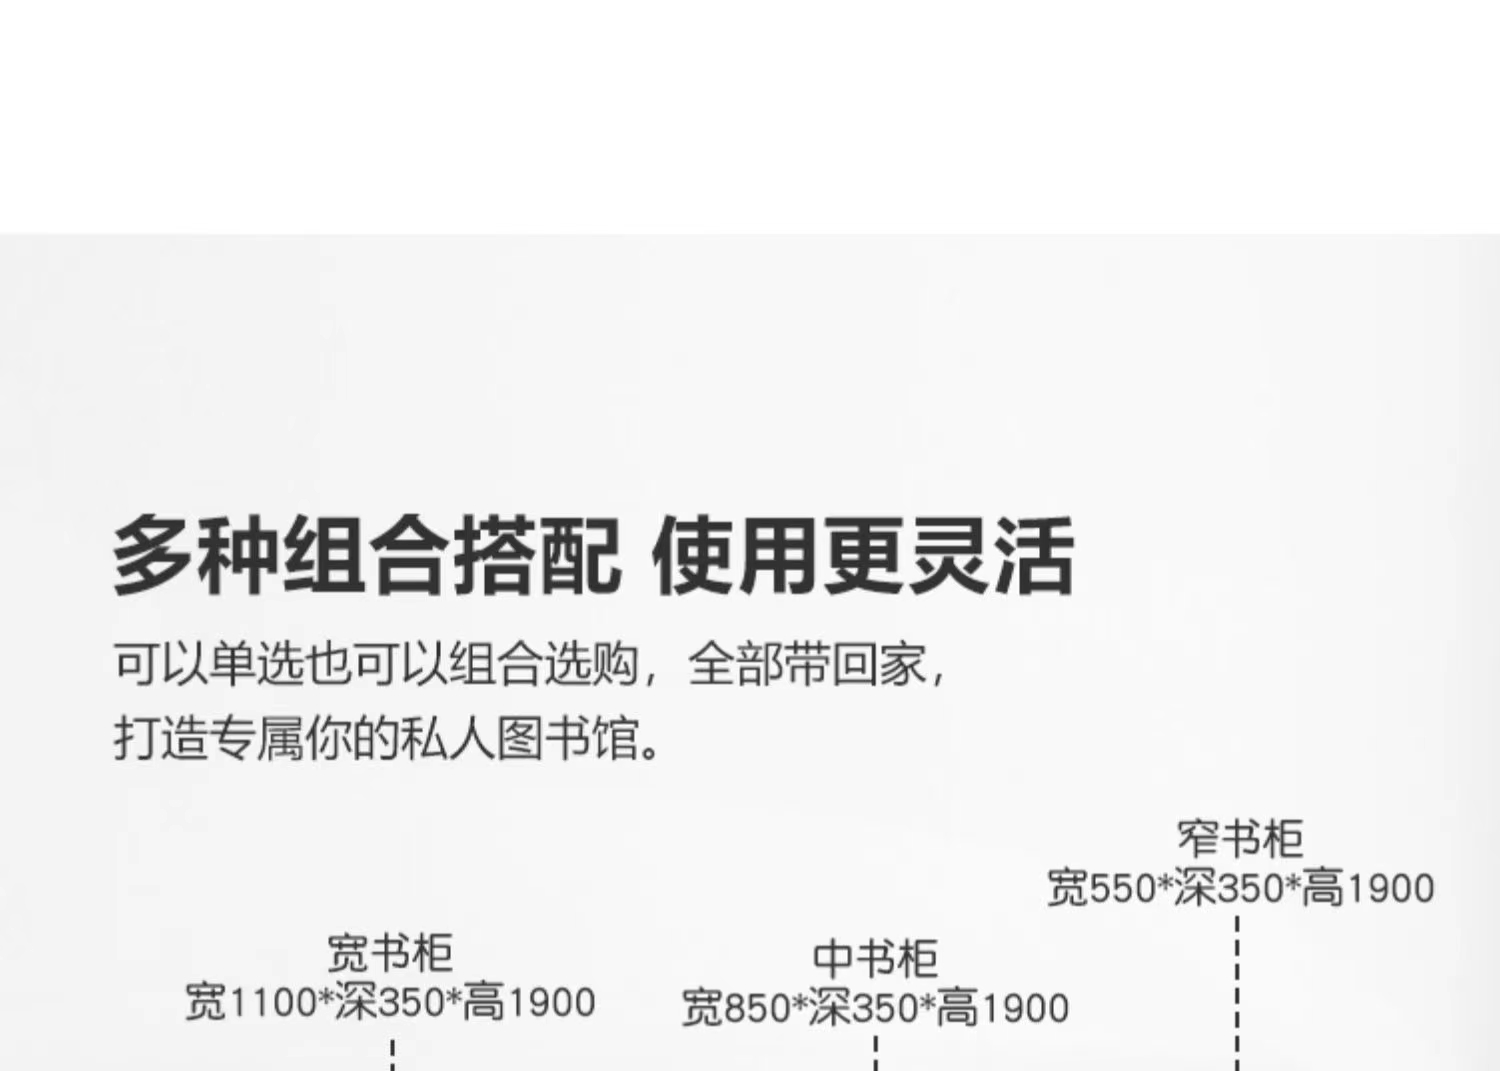 多种组合搭配 使用更灵活
可以单选也可以组合选购，全部带回家，
打造专属你的私人图书馆。
窄书柜
宽550*深350*高1900
宽书柜
宽1100*深350*高1900
中书柜
宽850*深350*高1900